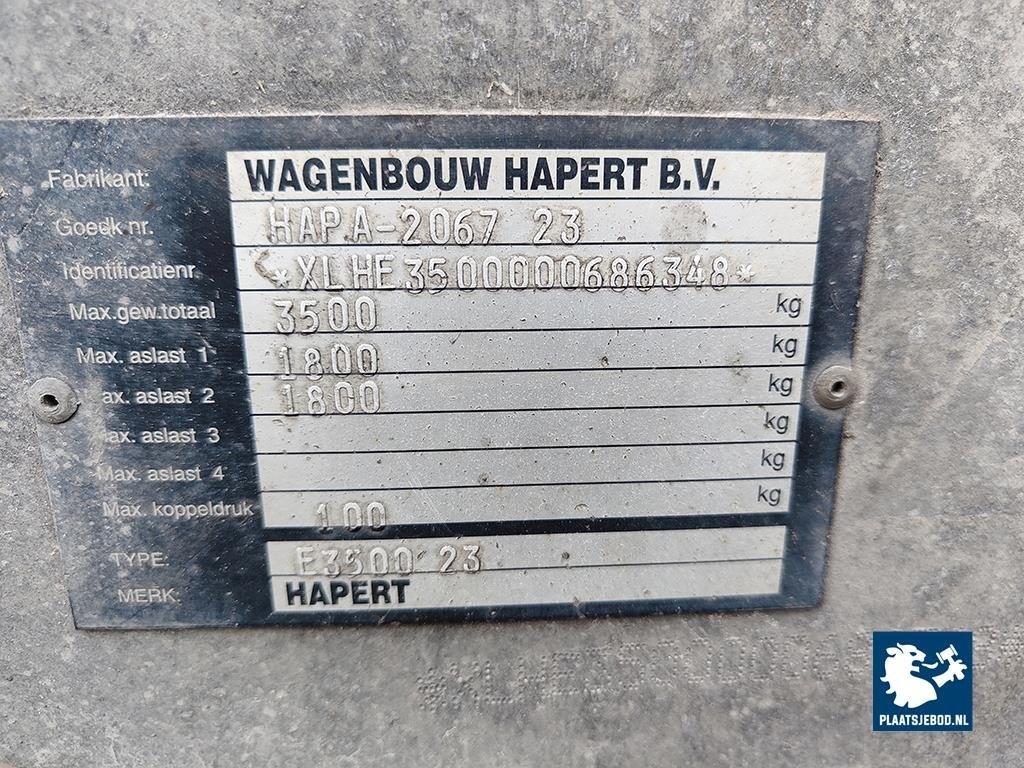 Fabrikant: WAGENBOUW HAPERT B.V.
Goedk nr. HAPA-2067 23
Identificatienr. *XLHE3500000686348*
Max.gew.totaal 3500 kg
Max. aslast 1 1800 kg
ax. aslast 2 1800 kg
ax. aslast 3 kg
Max. aslast 4 kg
Max. koppeldruk 100 kg
TYPE: E3500 23
MERK: HAPERT
PLAATSJEBOD.NL